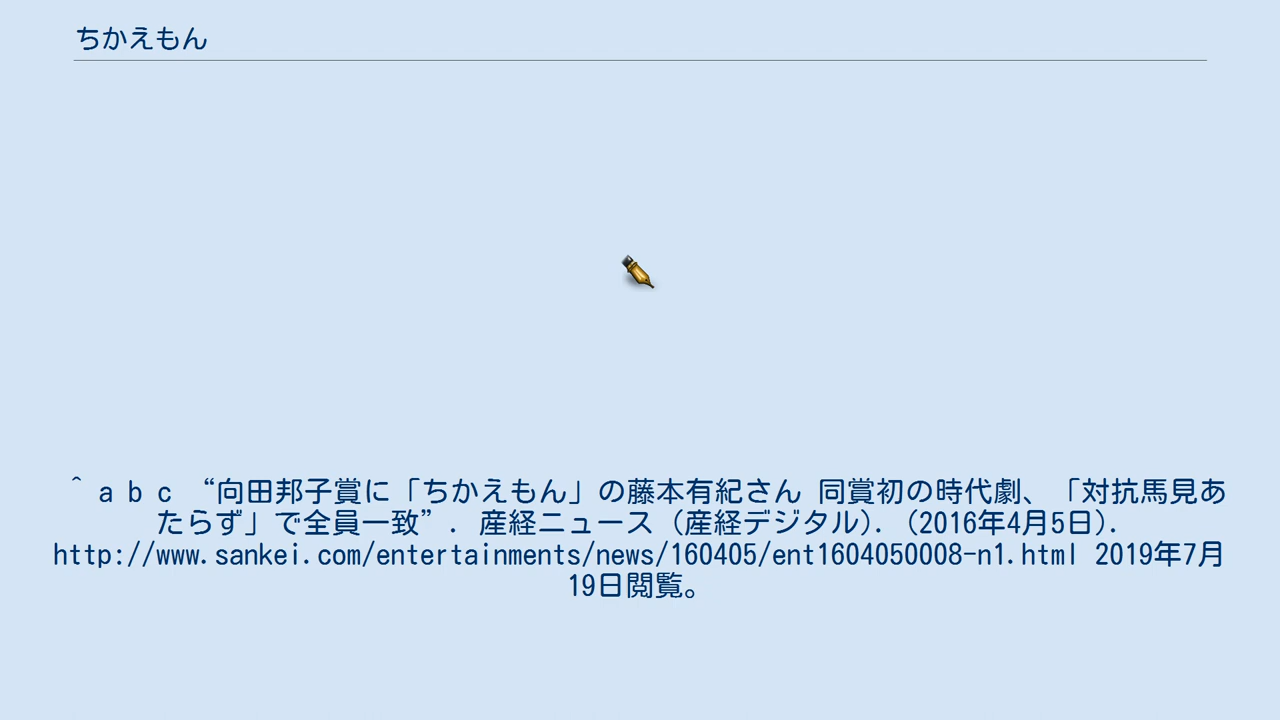 ちかえもん
^ a b c “向田邦子賞に「ちかえもん」の藤本有紀さん 同賞初の時代劇、「対抗馬見あ
たらず」で全員一致”. 産経ニュース (産経デジタル). (2016年4月5日).
http://www.sankei.com/entertainments/news/160405/ent1604050008-n1.html 2019年7月
19日閲覧。